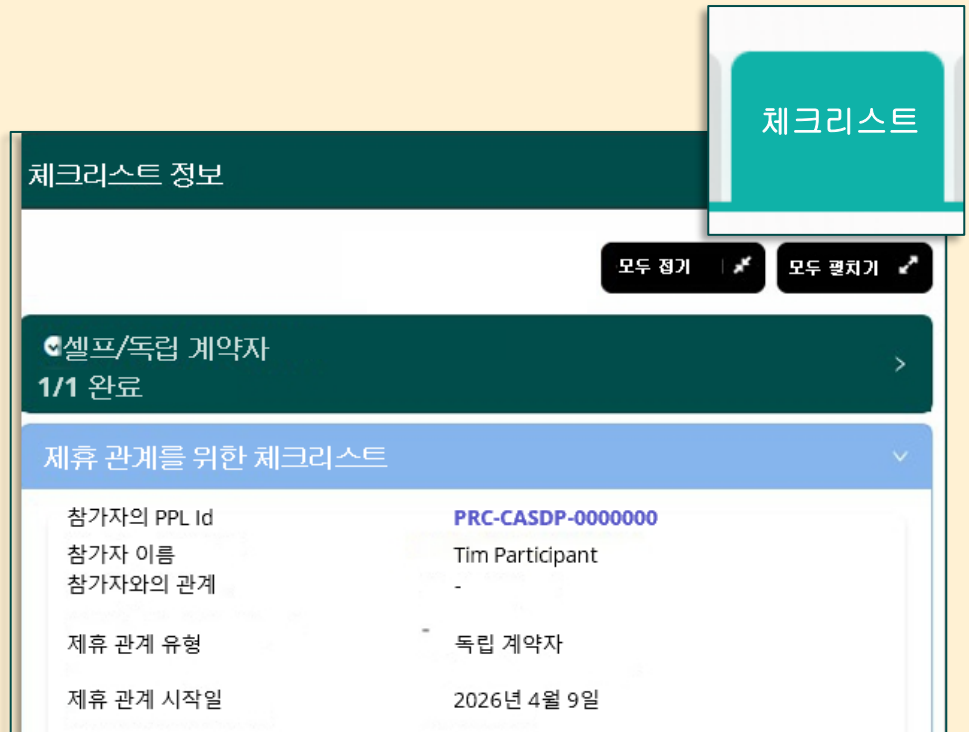 체크리스트
체크리스트 정보
모두 접기 모두 펼치기
셀프/독립 계약자
1/1 완료
제휴 관계를 위한 체크리스트
참가자의 PPL Id PRC-CASDP-0000000
참가자 이름 Tim Participant
참가자와의 관계 -
제휴 관계 유형 - 독립 계약자
제휴 관계 시작일 2026년 4월 9일